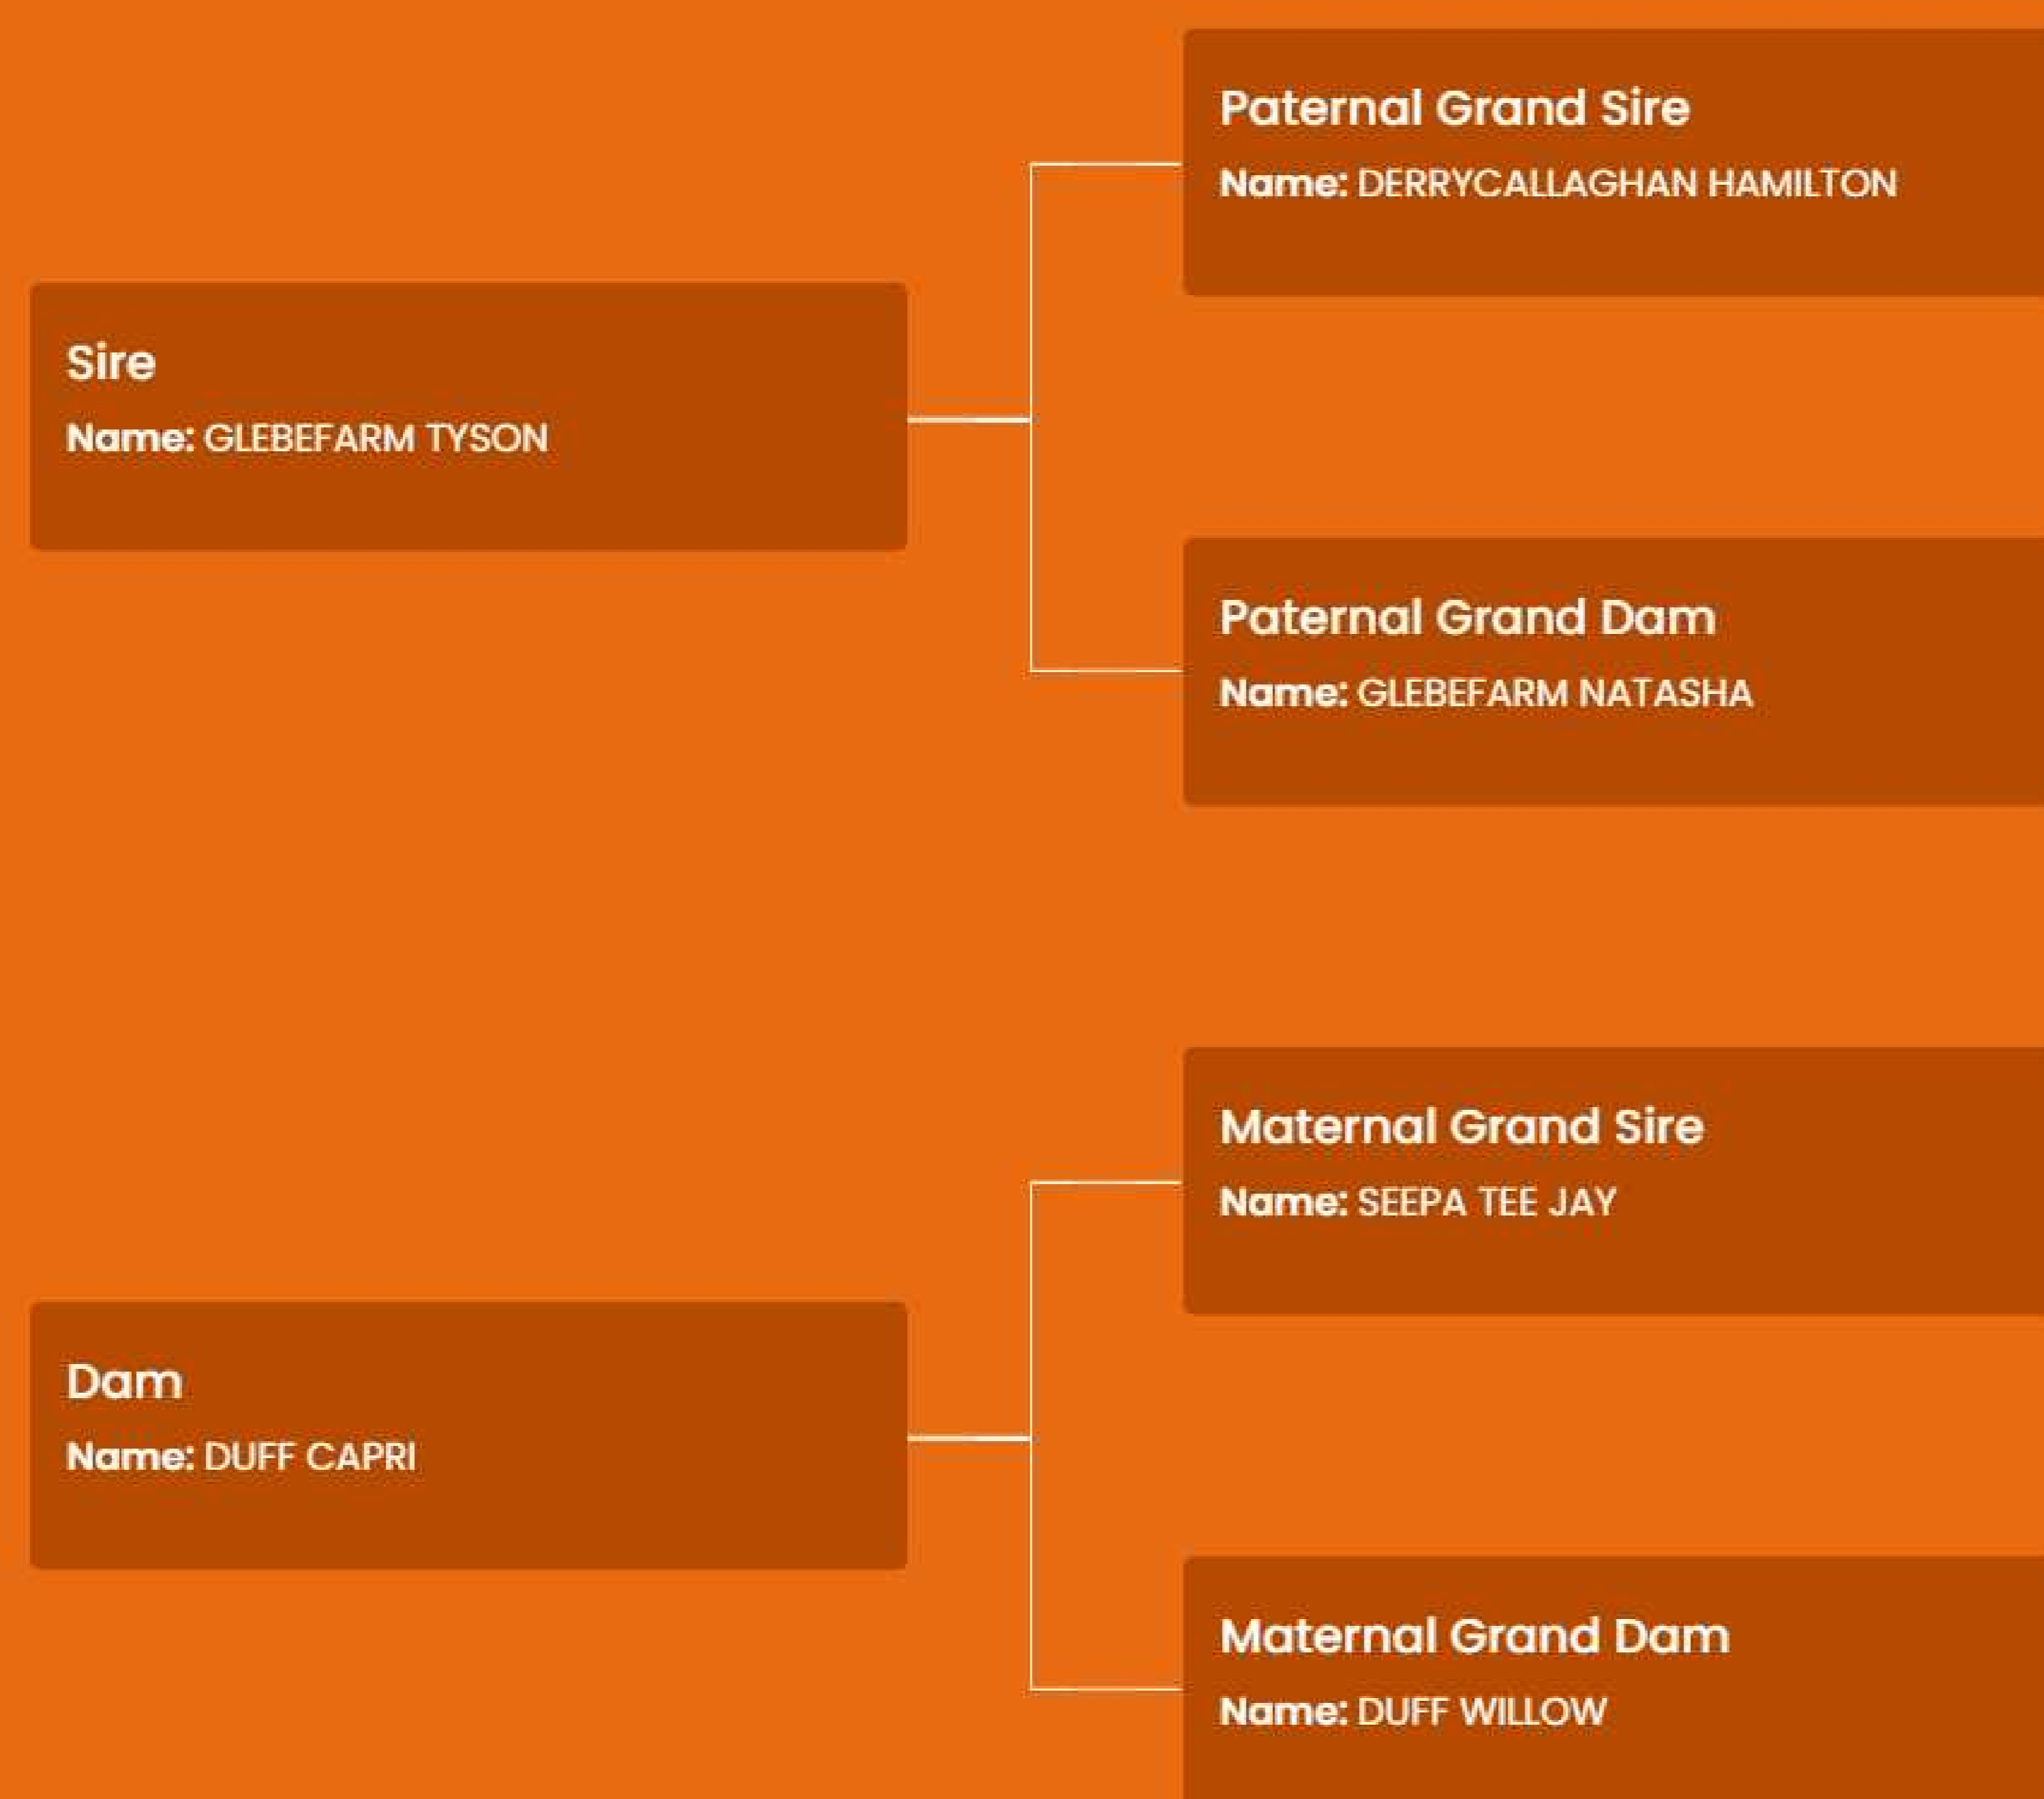 Paternal Grand Sire
Name: DERRYCALLAGHAN HAMILTON
Sire
Name: GLEBEFARM TYSON
Paternal Grand Dam
Name: GLEBEFARM NATASHA
Maternal Grand Sire
Name: SEEPA TEE JAY
Dam
Name: DUFF CAPRI
Maternal Grand Dam
Name: DUFF WILLOW